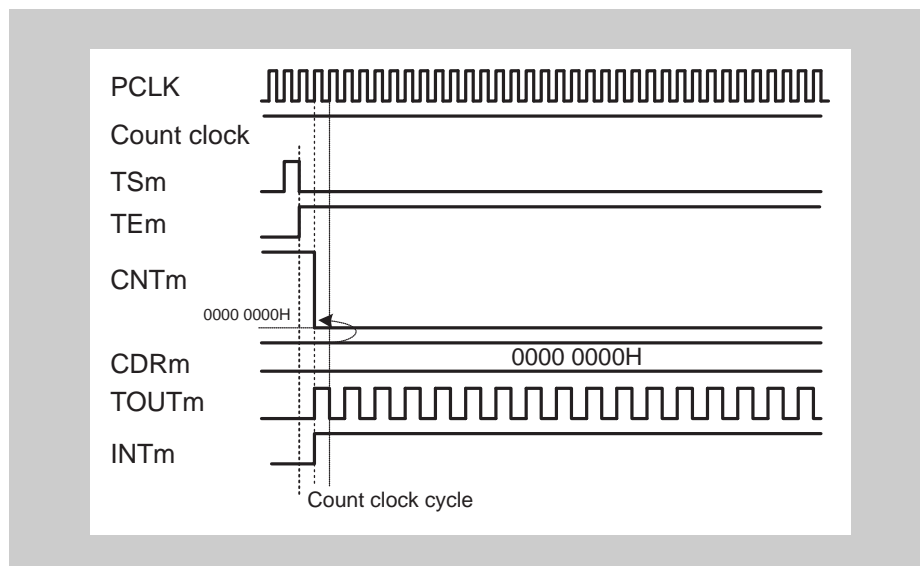 PCLK
Count clock
TSm
TEm
CNTm
0000 0000H
CDRm
0000 0000H
TOUTm
INTm
Count clock cycle